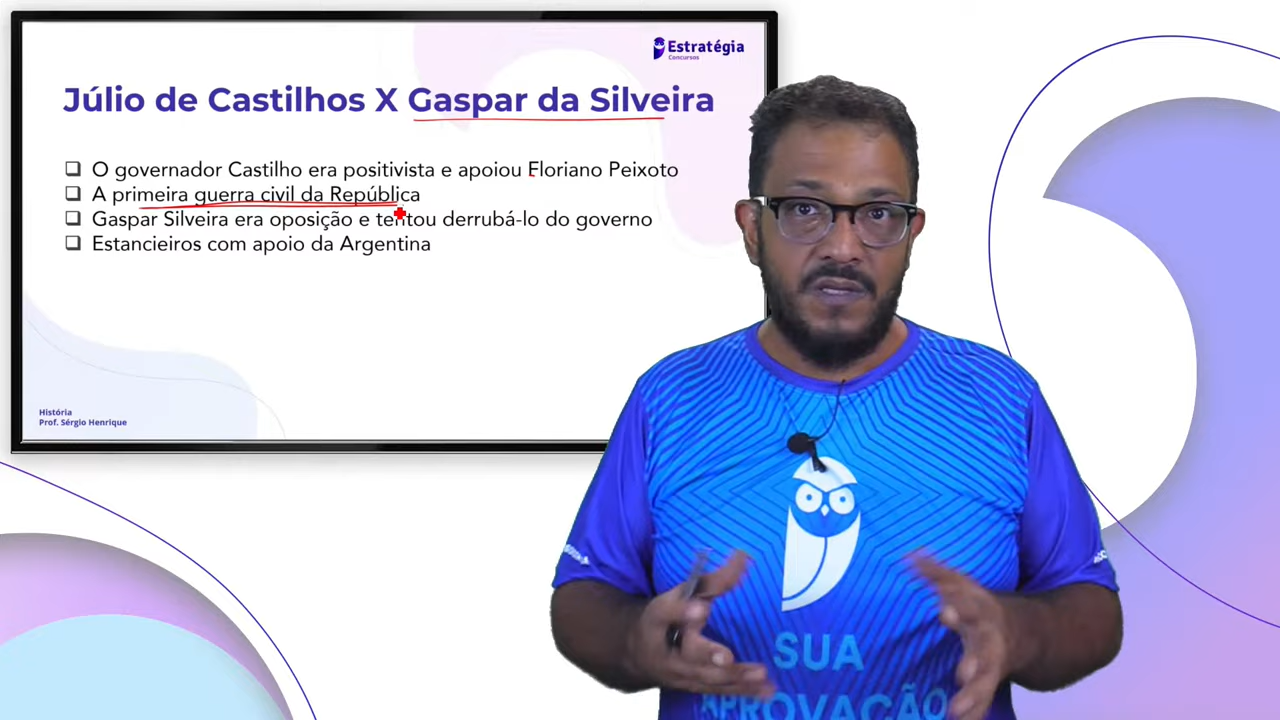 Estratégia
Concursos
Júlio de Castilhos X Gaspar da Silveira
❑ O governador Castilho era positivista e apoiou Floriano Peixoto
❑ A primeira guerra civil da República
❑ Gaspar Silveira era oposição e tentou derrubá-lo do governo
❑ Estancieiros com apoio da Argentina
História
Prof. Sérgio Henrique
SUA
APROVAÇÃO